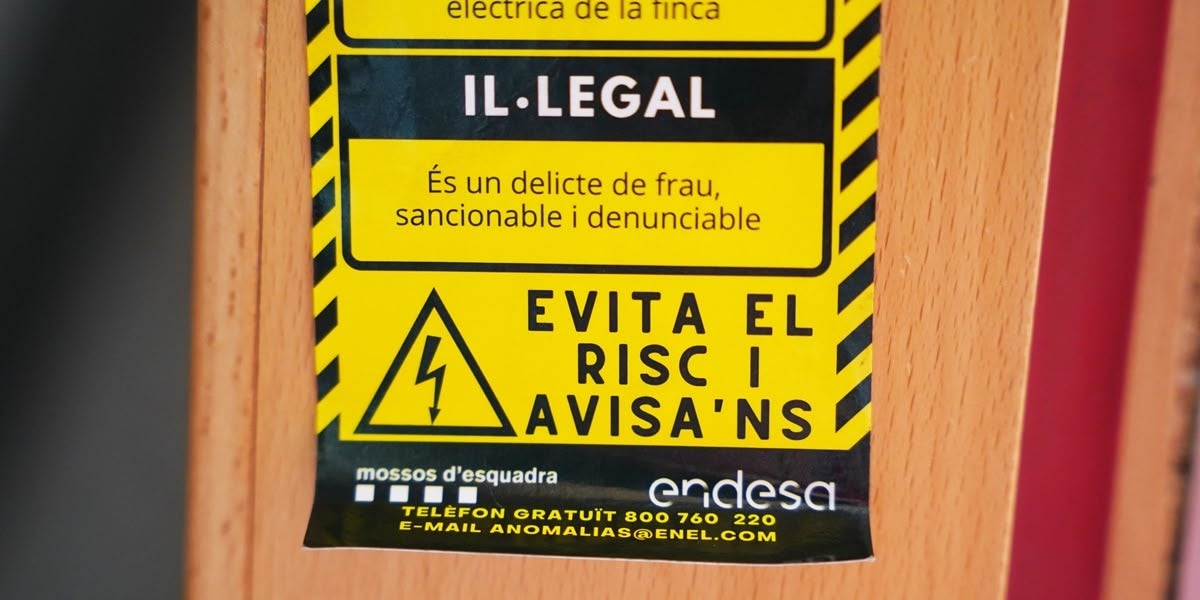 elèctrica de la finca
IL·LEGAL
És un delicte de frau,
sancionable i denunciable
EVITA EL
RISC I
AVISA'NS
mossos d'esquadra
endesa
TELÈFON GRATUÏT 800 760 220
E-MAIL ANOMALIAS@ENEL.COM